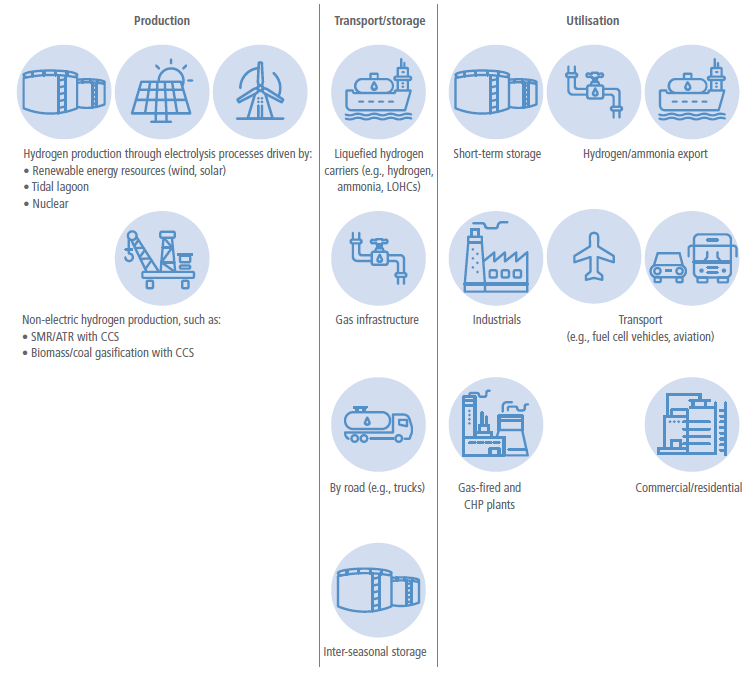 Production
Hydrogen production through electrolysis processes driven by:
• Renewable energy resources (wind, solar)
• Tidal lagoon
• Nuclear
Non-electric hydrogen production, such as:
• SMR/ATR with CCS
• Biomass/coal gasification with CCS
Transport/storage
Liquefied hydrogen
carriers (e.g., hydrogen,
ammonia, LOHCs)
Gas infrastructure
By road (e.g., trucks)
Inter-seasonal storage
Utilisation
Short-term storage
Hydrogen/ammonia export
Industrials
Transport
(e.g., fuel cell vehicles, aviation)
Gas-fired and
CHP plants
Commercial/residential